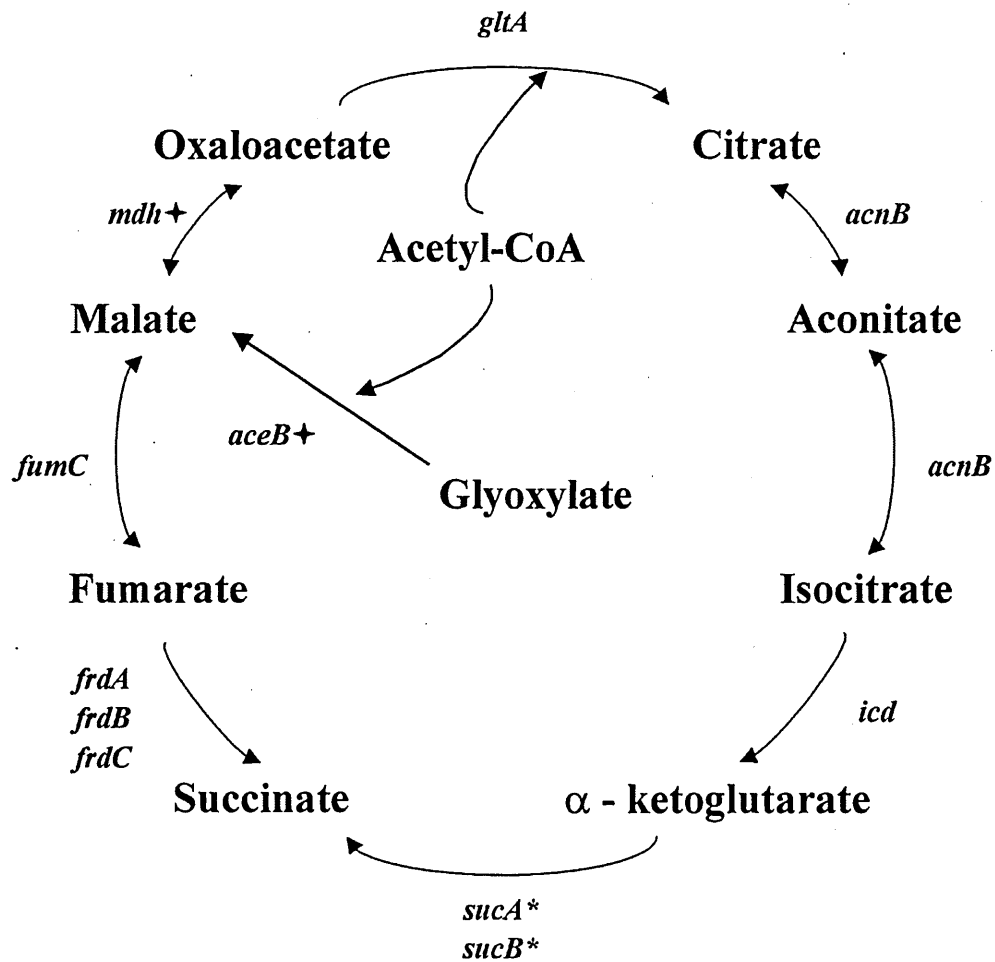 gltA
Oxaloacetate
Citrate
mdh✦
acnB
Acetyl-CoA
Malate
Aconitate
aceB✦
fumC
acnB
Glyoxylate
Fumarate
Isocitrate
frdA
frdB
frdC
icd
Succinate
α - ketoglutarate
sucA*
sucB*